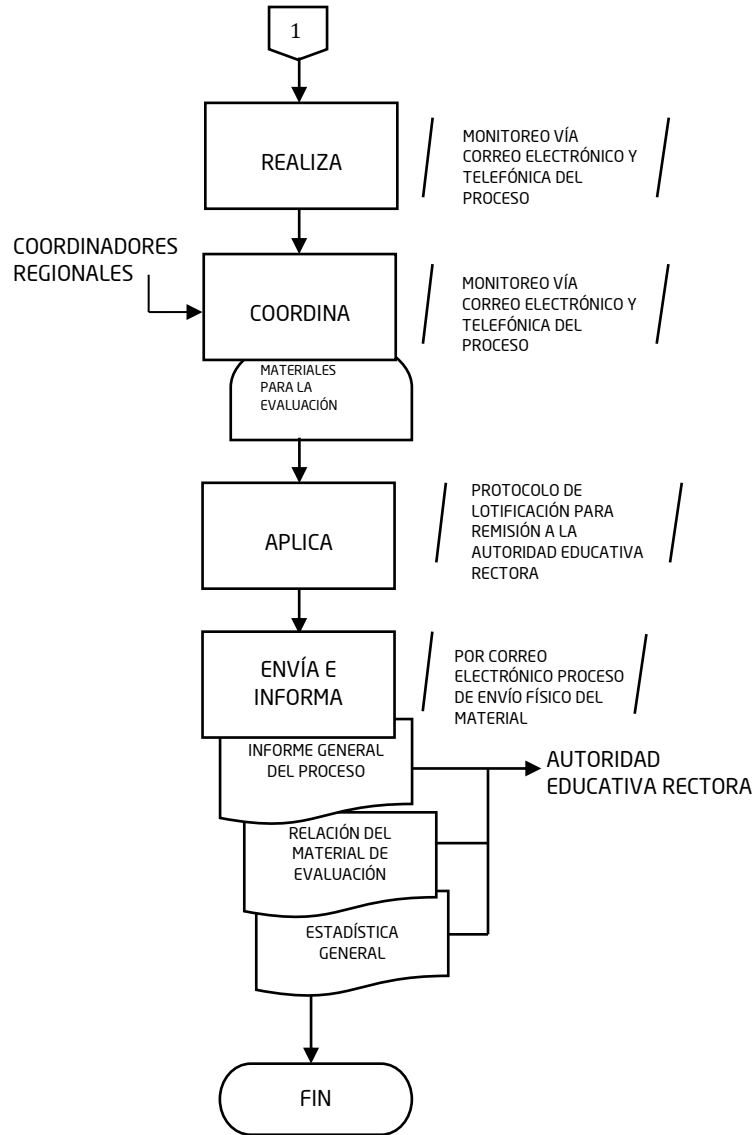 1
REALIZA
MONITOREO VÍA
CORREO ELECTRÓNICO Y
TELEFÓNICA DEL
PROCESO
COORDINADORES
REGIONALES
COORDINA
MONITOREO VÍA
CORREO ELECTRÓNICO Y
TELEFÓNICA DEL
PROCESO
MATERIALES
PARA LA
EVALUACIÓN
APLICA
PROTOCOLO DE
LOTIFICACIÓN PARA
REMISIÓN A LA
AUTORIDAD EDUCATIVA
RECTORA
ENVÍA E
INFORMA
POR CORREO
ELECTRÓNICO PROCESO
DE ENVÍO FÍSICO DEL
MATERIAL
INFORME GENERAL
DEL PROCESO
AUTORIDAD
EDUCATIVA RECTORA
RELACIÓN DEL
MATERIAL DE
EVALUACIÓN
ESTADÍSTICA
GENERAL
FIN